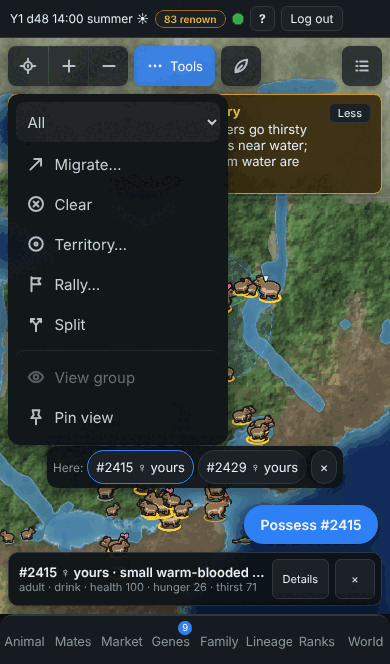 Y1 d48 14:00 summer ☀
83 renown
?
Log out
Tools
ry
Less
ers go thirsty
s near water;
m water are
All
Migrate...
Clear
Territory...
Rally...
Split
View group
Pin view
Here:
#2415 ♀ yours
#2429 ♀ yours
×
Possess #2415
#2415 ♀ yours · small warm-blooded ...
adult · drink · health 100 · hunger 26 · thirst 71
Details
×
9
Animal
Mates
Market
Genes
Family
Lineage
Ranks
World